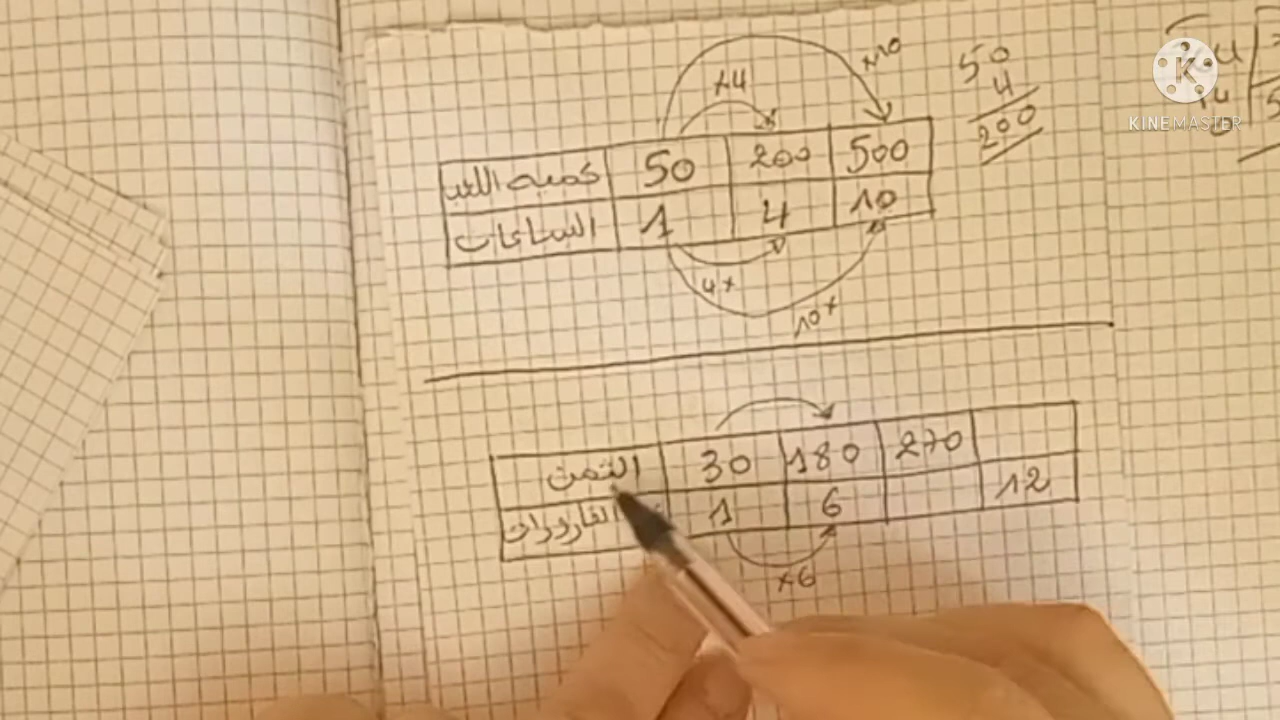 ×4 ×10
50
4
200
كمية اللعب 50 200 500
الساعات 1 4 10
4×
10×
الثمن 30 180 270
القارورات 1 6 12
×6
KINEMASTER